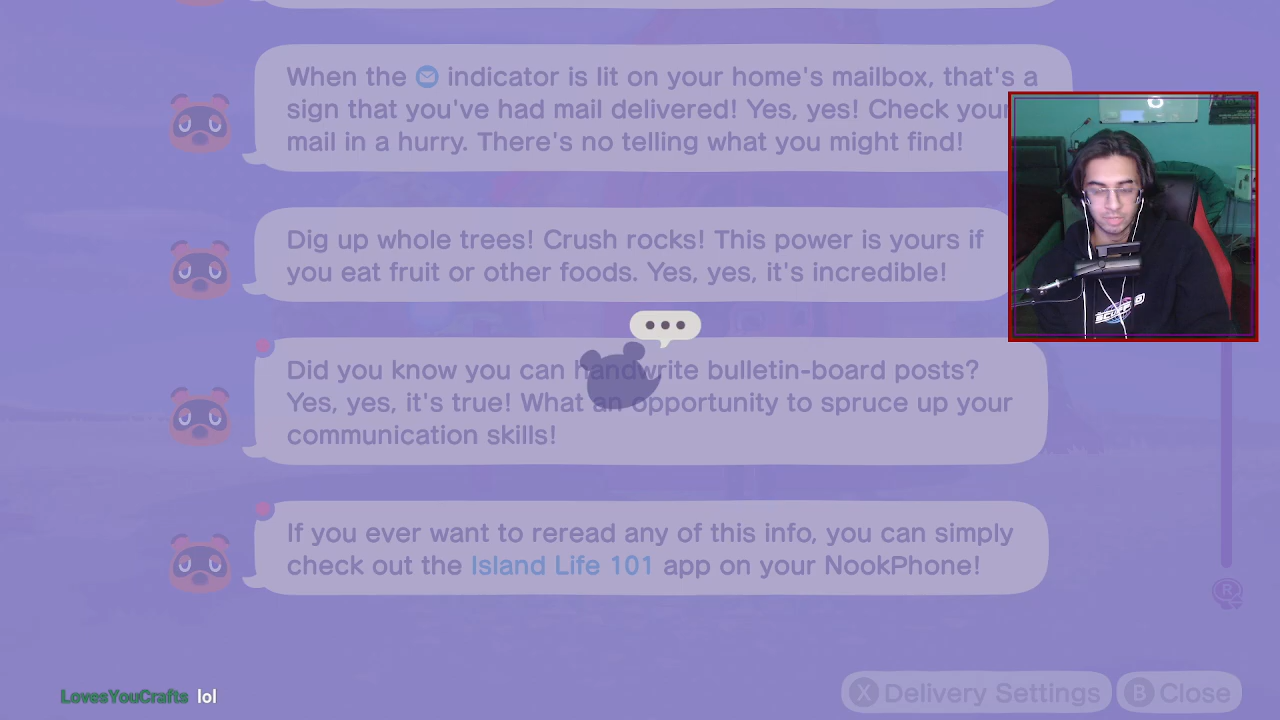 When the indicator is lit on your home's mailbox, that's a
sign that you've had mail delivered! Yes, yes! Check your
mail in a hurry. There's no telling what you might find!
Dig up whole trees! Crush rocks! This power is yours if
you eat fruit or other foods. Yes, yes, it's incredible!
Did you know you can handwrite bulletin-board posts?
Yes, yes, it's true! What an opportunity to spruce up your
communication skills!
If you ever want to reread any of this info, you can simply
check out the Island Life 101 app on your NookPhone!
R
X Delivery Settings
B Close
LovesYouCrafts lol